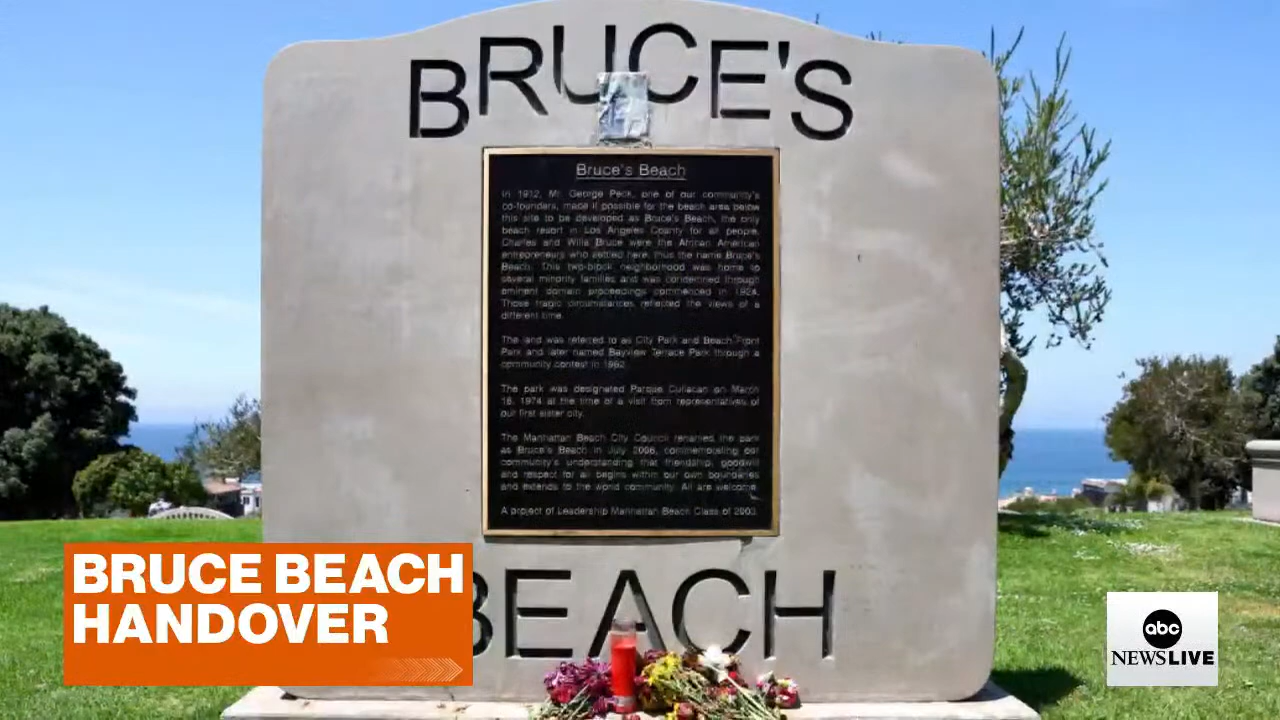 BRUCE'S
Bruce's Beach
In 1912, Mr. George Peck, one of our community's
co-founders, made it possible for the beach area below
this site to be developed as Bruce's Beach, the only
beach resort in Los Angeles County for all people.
Charles and Willa Bruce were the African American
entrepreneurs who settled here, thus the name Bruce's
Beach. This two-block neighborhood was home to
several minority families and was condemned through
eminent domain proceedings commenced in 1924.
Those tragic circumstances reflected the views of a
different time.
The land was referred to as City Park and Beach Front
Park and later named Bayview Terrace Park through a
community contest in 1962.
The park was designated Parque Culiacan on March
16, 1974 at the time of a visit from representatives of
our first sister city.
The Manhattan Beach City Council renamed the park
as Bruce's Beach in July 2006, commemorating our
community's understanding that friendship, goodwill
and respect for all begins within our own boundaries
and extends to the world community. All are welcome.
A project of Leadership Manhattan Beach Class of 2003
BEACH
BRUCE BEACH
HANDOVER
abc
NEWSLIVE